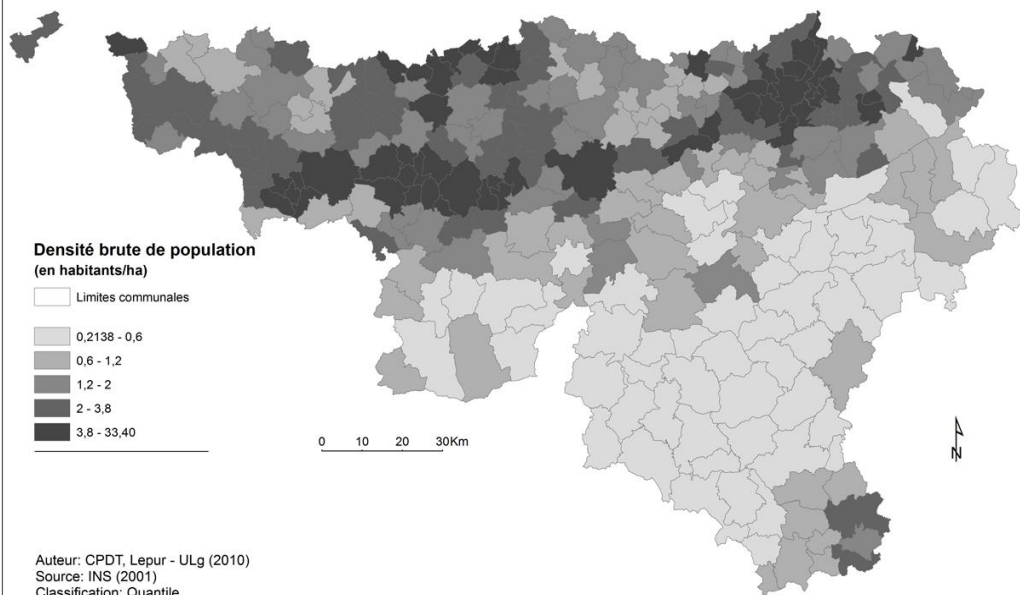 Densité brute de population
(en habitants/ha)
Limites communales
0,2138 - 0,6
0,6 - 1,2
1,2 - 2
2 - 3,8
3,8 - 33,40
0 10 20 30Km
N
Auteur: CPDT, Lepur - ULg (2010)
Source: INS (2001)
Classification: Quantile